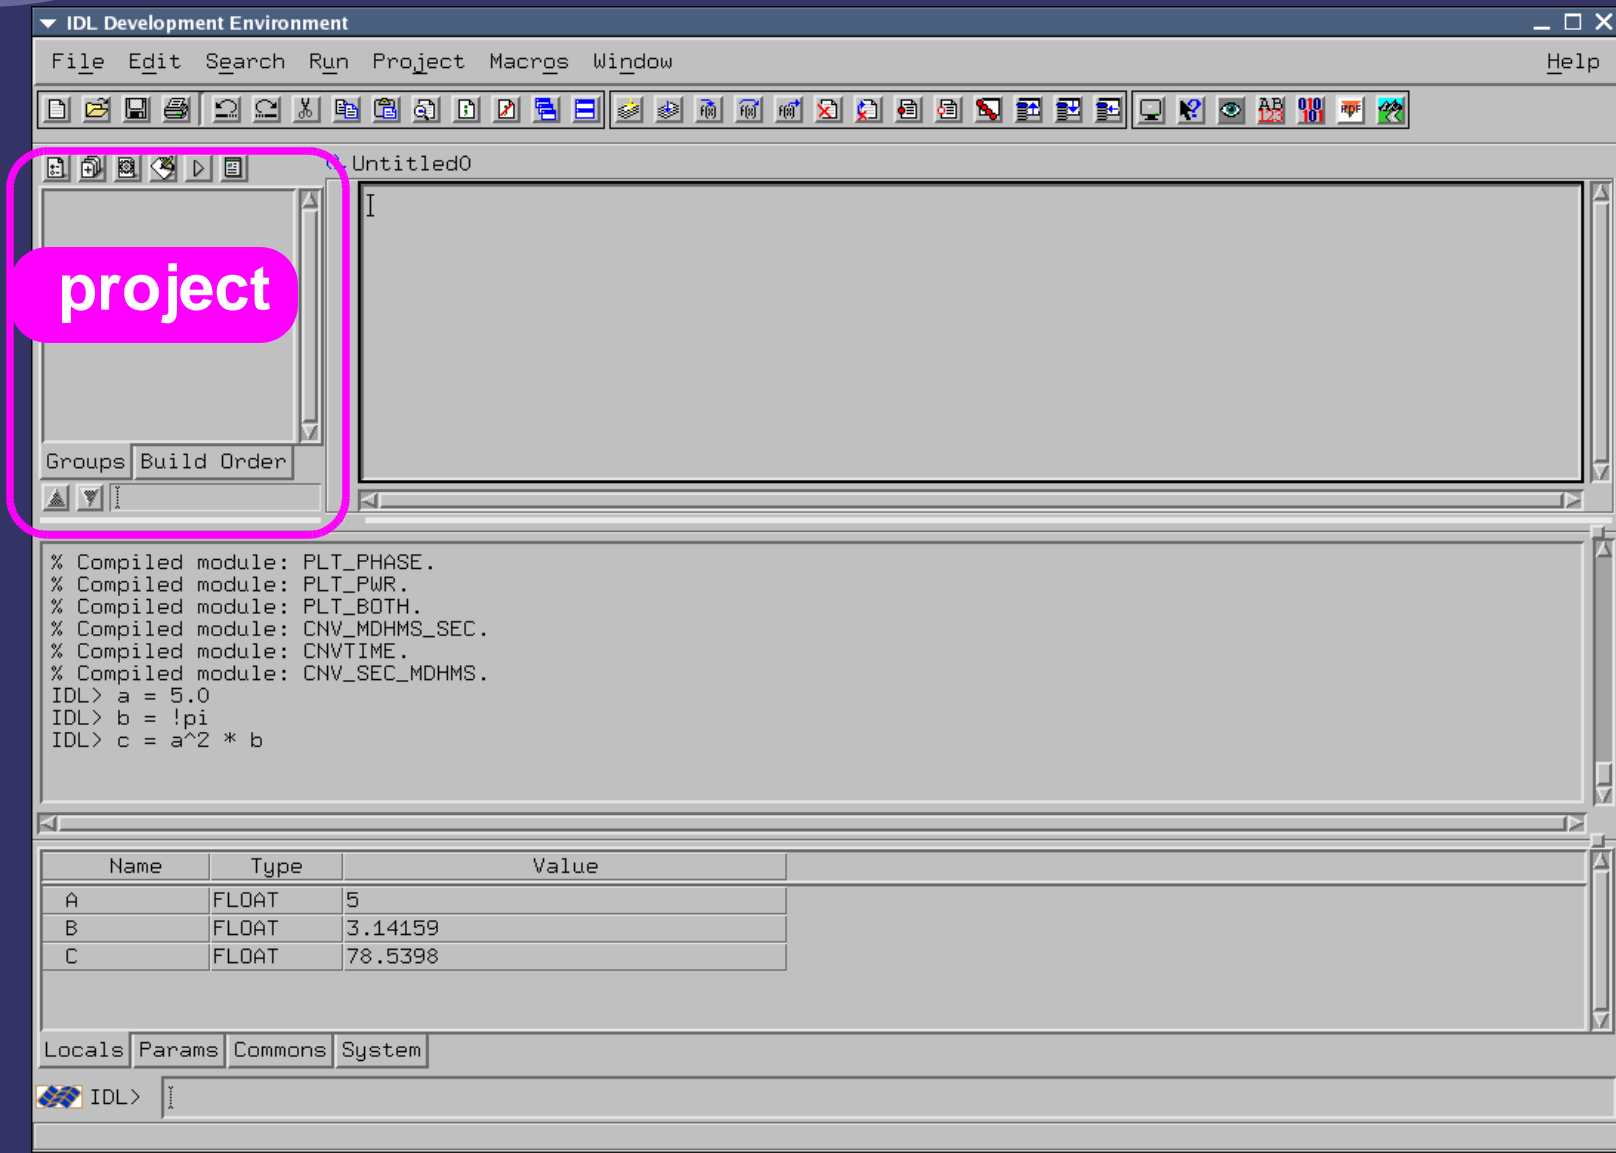 IDL Development Environment
File Edit Search Run Project Macros Window Help
Untitled0
project
Groups Build Order
% Compiled module: PLT_PHASE.
% Compiled module: PLT_PWR.
% Compiled module: PLT_BOTH.
% Compiled module: CNV_MDHMS_SEC.
% Compiled module: CNVTIME.
% Compiled module: CNV_SEC_MDHMS.
IDL> a = 5.0
IDL> b = !pi
IDL> c = a^2 * b
Name Type Value
A FLOAT 5
B FLOAT 3.14159
C FLOAT 78.5398
Locals Params Commons System
IDL>